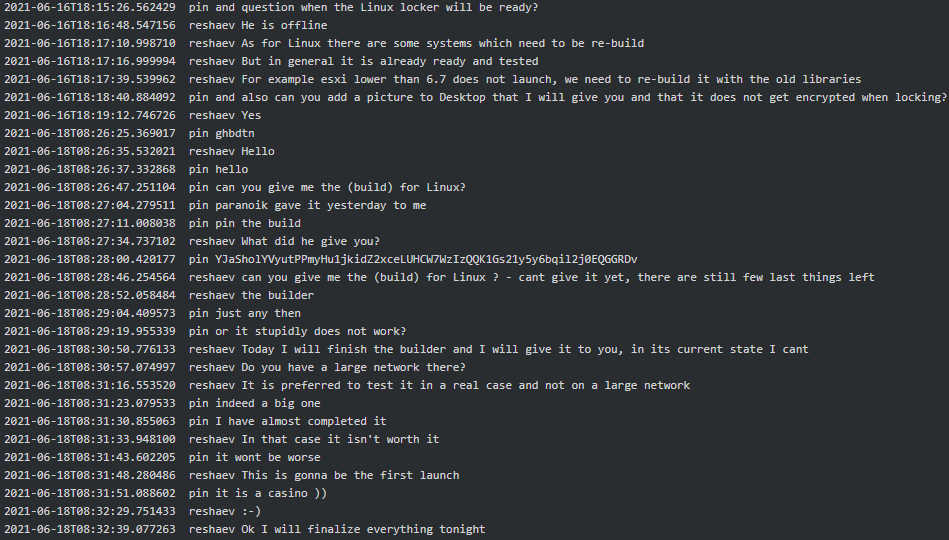 2021-06-16T18:15:26.562429 pin and question when the Linux locker will be ready?
2021-06-16T18:16:48.547156 reshaev He is offline
2021-06-16T18:17:10.998710 reshaev As for Linux there are some systems which need to be re-build
2021-06-16T18:17:16.999994 reshaev But in general it is already ready and tested
2021-06-16T18:17:39.539962 reshaev For example esxi lower than 6.7 does not launch, we need to re-build it with the old libraries
2021-06-16T18:18:40.884092 pin and also can you add a picture to Desktop that I will give you and that it does not get encrypted when locking?
2021-06-16T18:19:12.746726 reshaev Yes
2021-06-18T08:26:25.369017 pin ghbdtn
2021-06-18T08:26:35.532021 reshaev Hello
2021-06-18T08:26:37.332868 pin hello
2021-06-18T08:26:47.251104 pin can you give me the (build) for Linux?
2021-06-18T08:27:04.279511 pin paranoik gave it yesterday to me
2021-06-18T08:27:11.008038 pin pin the build
2021-06-18T08:27:34.737102 reshaev What did he give you?
2021-06-18T08:28:00.420177 pin YJaSholYVyutPPmyHu1jkidZ2xceLUHCW7WzIzQQK1Gs21y5y6bqil2j0EQGGRDv
2021-06-18T08:28:46.254564 reshaev can you give me the (build) for Linux ? - cant give it yet, there are still few last things left
2021-06-18T08:28:52.058484 reshaev the builder
2021-06-18T08:29:04.409573 pin just any then
2021-06-18T08:29:19.955339 pin or it stupidly does not work?
2021-06-18T08:30:50.776133 reshaev Today I will finish the builder and I will give it to you, in its current state I cant
2021-06-18T08:30:57.074997 reshaev Do you have a large network there?
2021-06-18T08:31:16.553520 reshaev It is preferred to test it in a real case and not on a large network
2021-06-18T08:31:23.079533 pin indeed a big one
2021-06-18T08:31:30.855063 pin I have almost completed it
2021-06-18T08:31:33.948100 reshaev In that case it isn't worth it
2021-06-18T08:31:43.602205 pin it wont be worse
2021-06-18T08:31:48.280486 reshaev This is gonna be the first launch
2021-06-18T08:31:51.088602 pin it is a casino ))
2021-06-18T08:32:29.751433 reshaev :-)
2021-06-18T08:32:39.077263 reshaev Ok I will finalize everything tonight